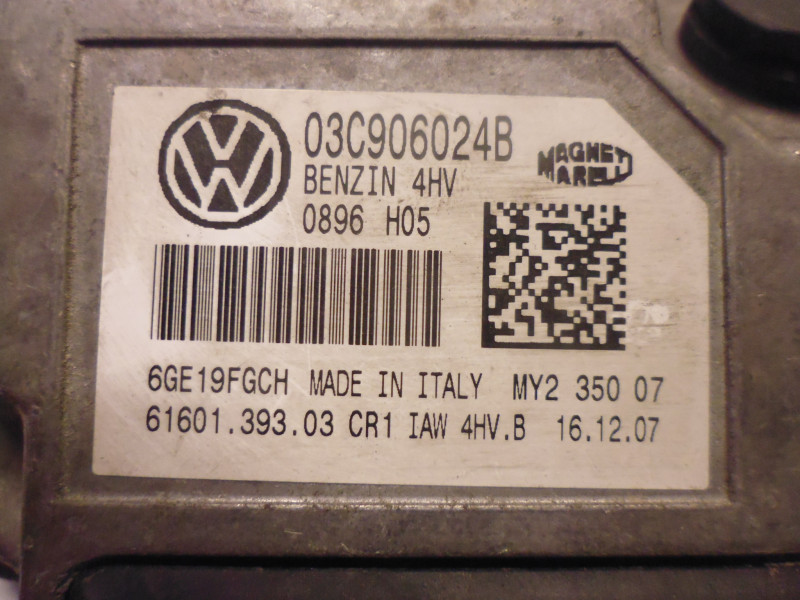 03C906024B
BENZIN 4HV
0896 H05
MAGNETI
MARELLI
6GE19FGCH MADE IN ITALY MY2 350 07
61601.393.03 CR1 IAW 4HV.B 16.12.07